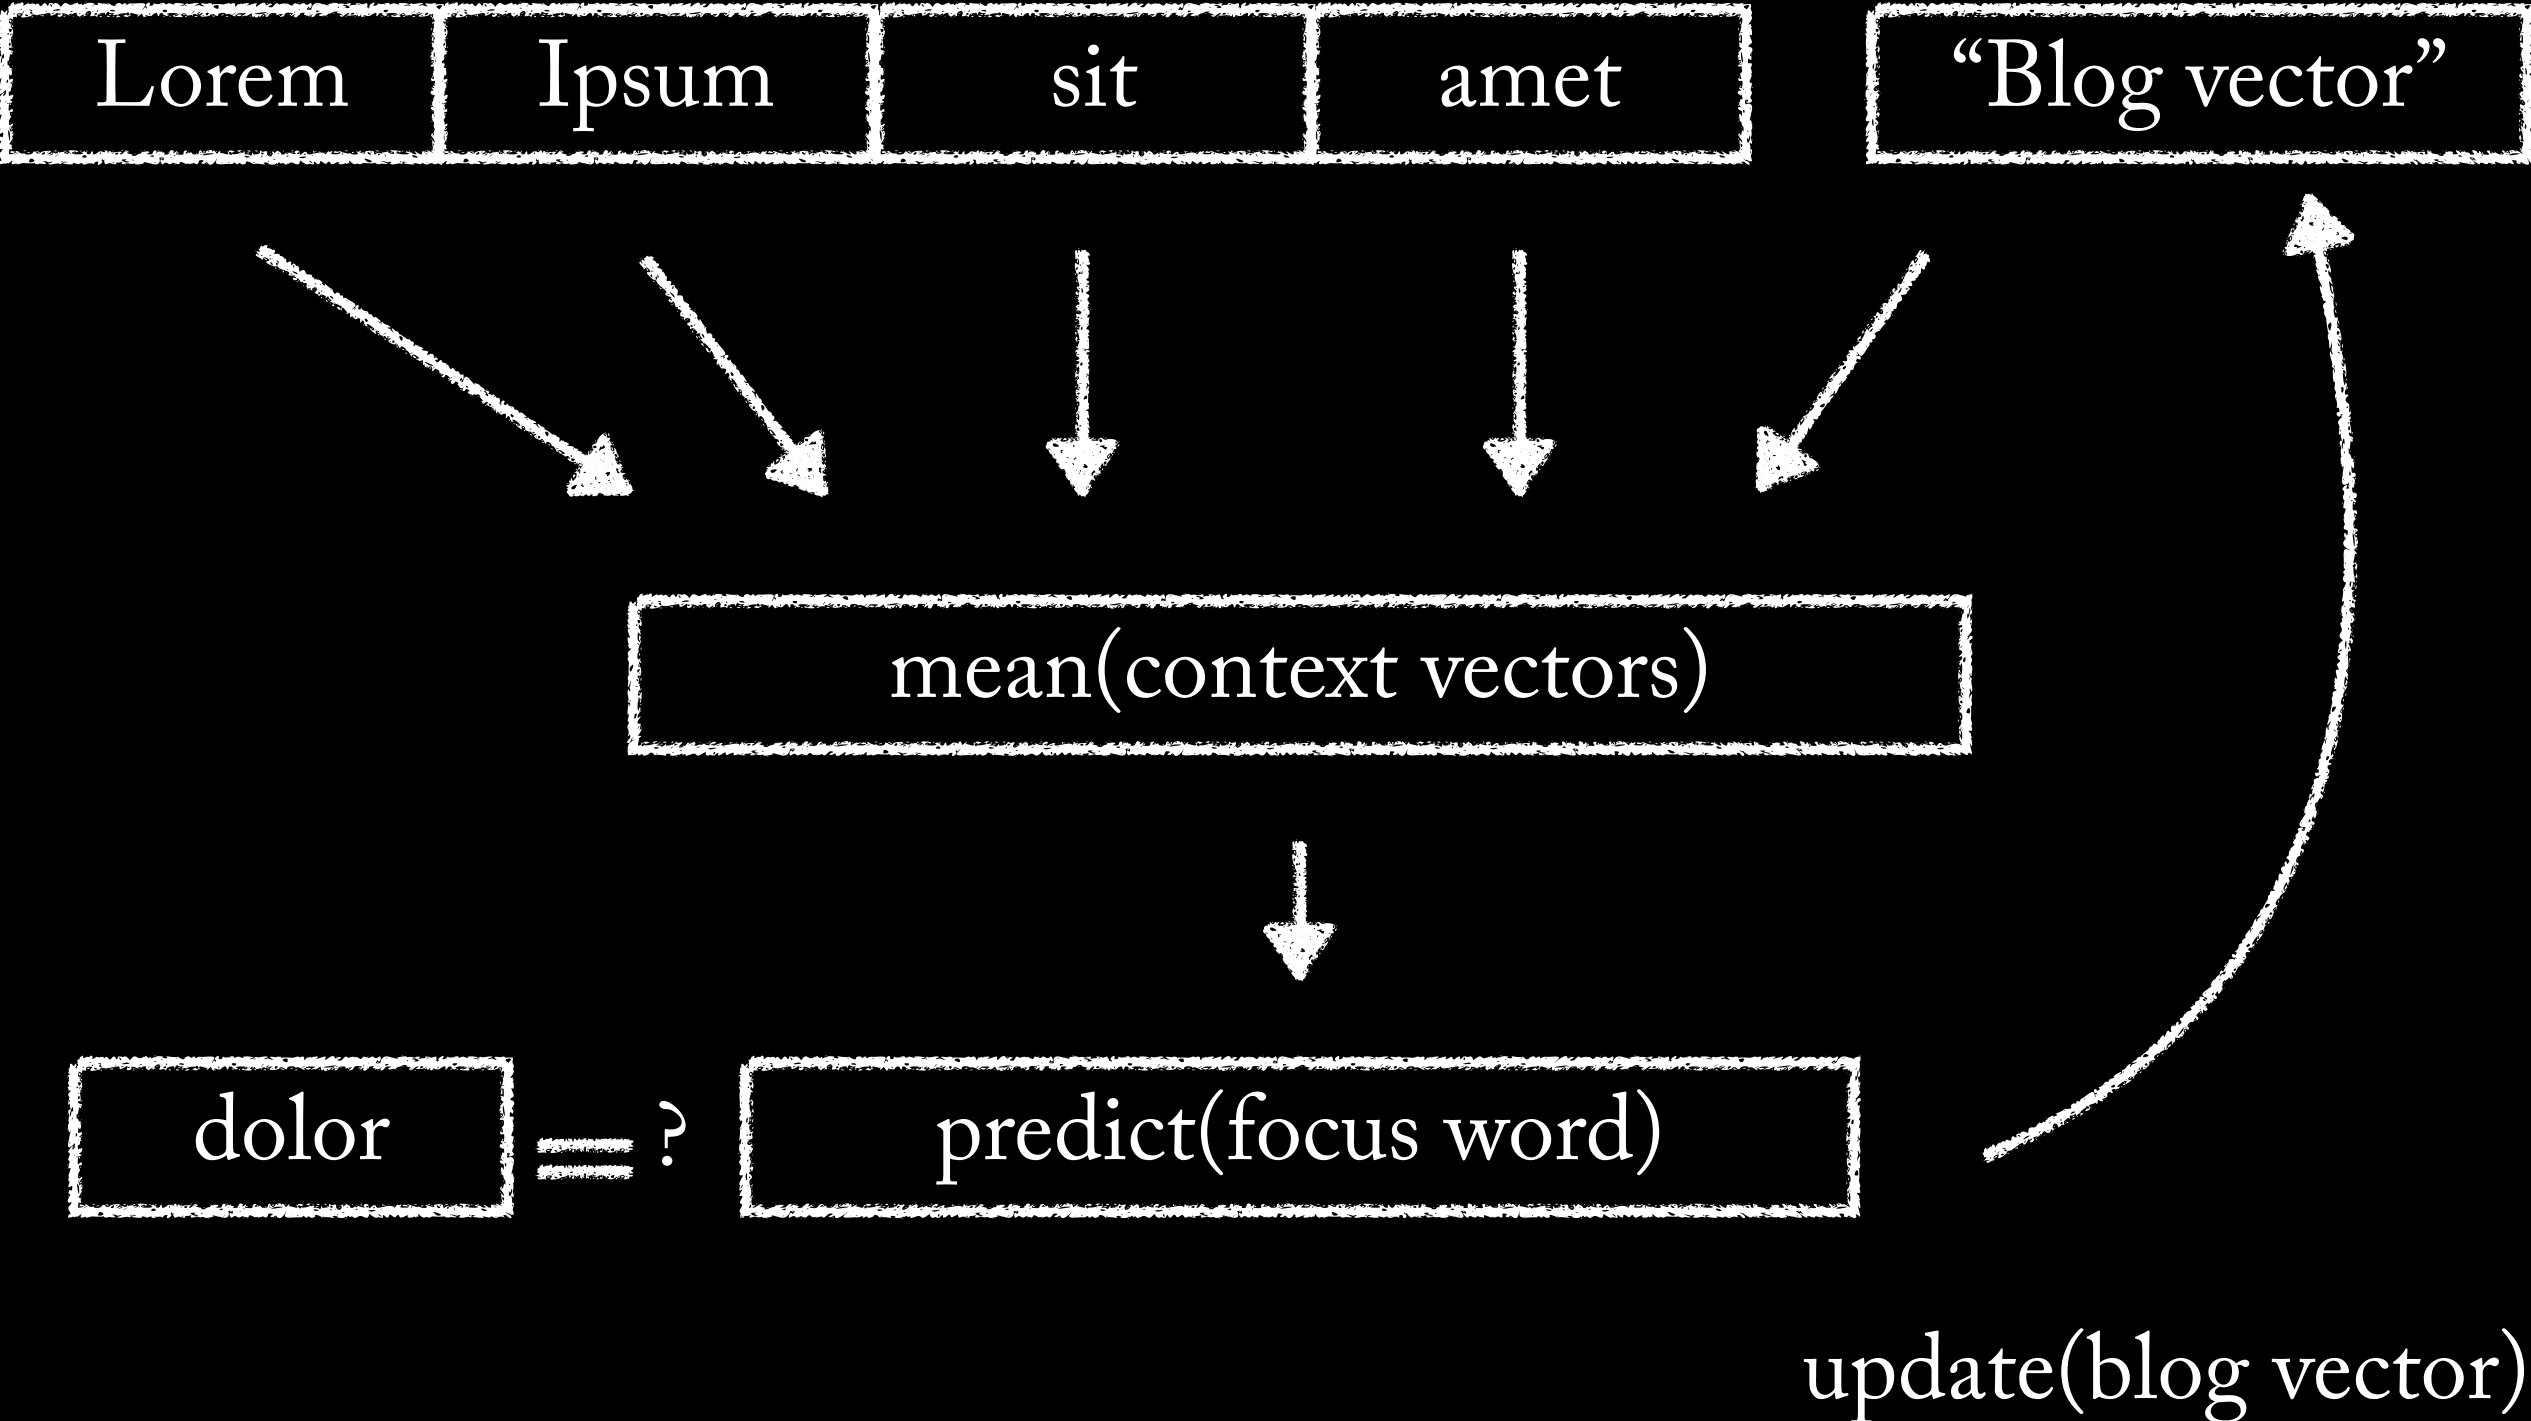 Lorem Ipsum sit amet “Blog vector”
mean(context vectors)
dolor == ? predict(focus word)
update(blog vector)